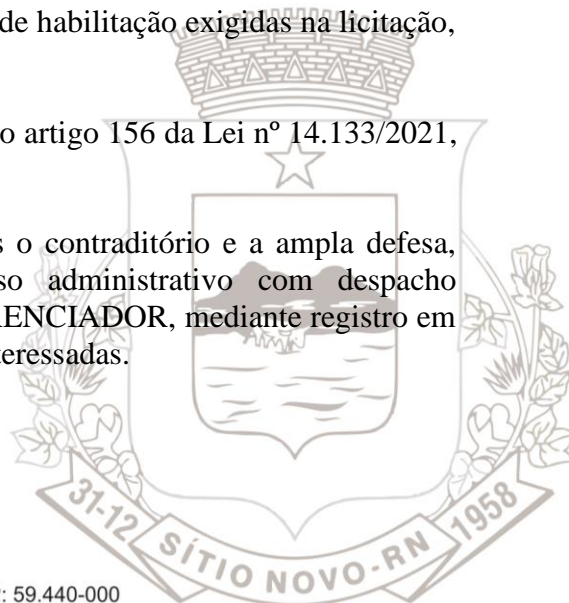 de habilitação exigidas na licitação,
o artigo 156 da Lei nº 14.133/2021,
s o contraditório e a ampla defesa,
so administrativo com despacho
RENCIADOR, mediante registro em
teressadas.
31-12 SÍTIO NOVO-RN 1958
: 59.440-000